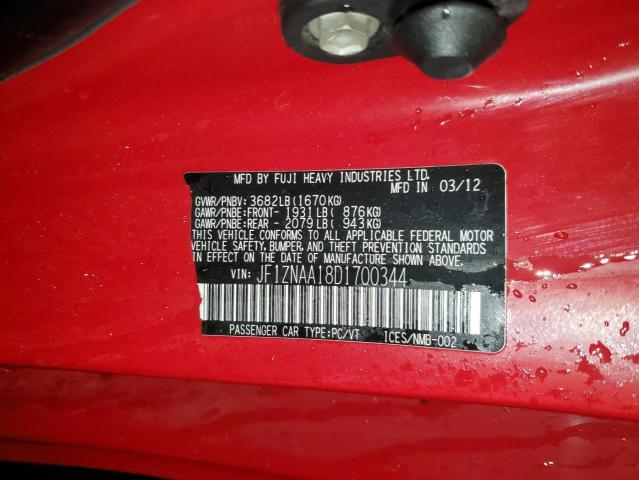 MFD BY FUJI HEAVY INDUSTRIES LTD.
MFD IN 03/12
GVWR/PNBV: 3682LB(1670KG)
GAWR/PNBE:FRONT- 1931LB( 876KG)
GAWR/PNBE:REAR - 2079LB( 943KG)
THIS VEHICLE CONFORMS TO ALL APPLICABLE FEDERAL MOTOR
VEHICLE SAFETY, BUMPER, AND THEFT PREVENTION STANDARDS
IN EFFECT ON THE DATE OF MANUFACTURE SHOWN ABOVE.
VIN: JF1ZNAA18D1700344
PASSENGER CAR TYPE:PC/VT ICES/NMB-002